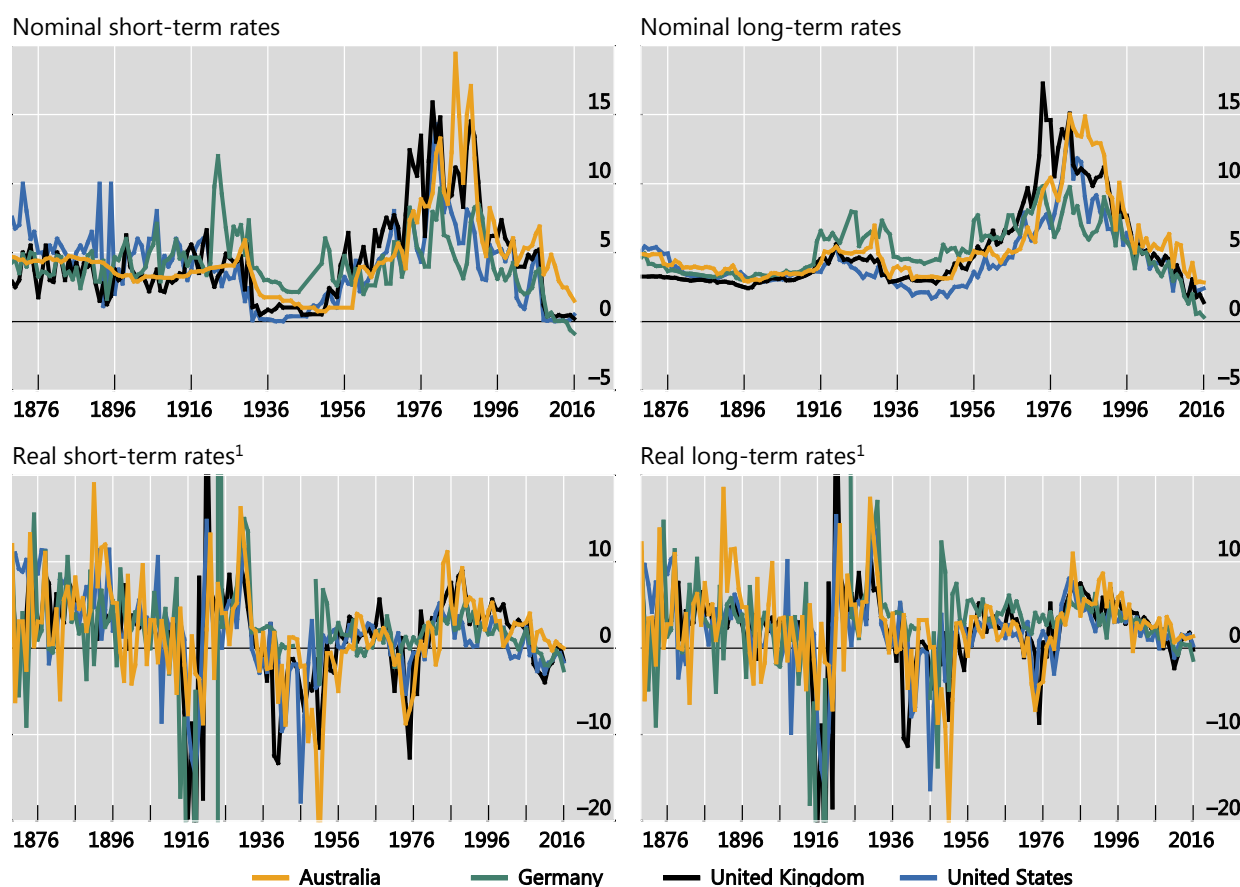 Nominal short-term rates
Nominal long-term rates
15
10
5
0
–5
1876 1896 1916 1936 1956 1976 1996 2016
15
10
5
0
–5
1876 1896 1916 1936 1956 1976 1996 2016
Real short-term rates1
Real long-term rates1
10
0
–10
–20
1876 1896 1916 1936 1956 1976 1996 2016
10
0
–10
–20
1876 1896 1916 1936 1956 1976 1996 2016
Australia Germany United Kingdom United States